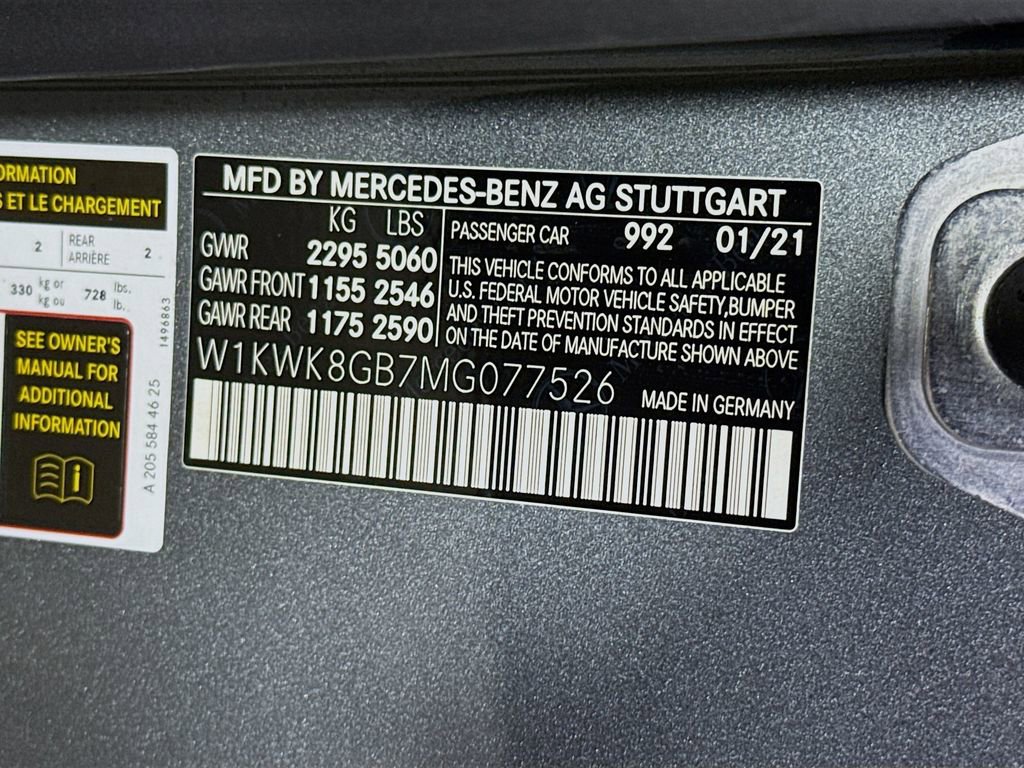 ORMATION
S ET LE CHARGEMENT
2 REAR ARRIÈRE 2
330 kg or kg ou 728 lbs. lb.
SEE OWNER'S
MANUAL FOR
ADDITIONAL
INFORMATION
A 205 584 46 25
1496863
MFD BY MERCEDES-BENZ AG STUTTGART
KG LBS
GVWR 2295 5060
GAWR FRONT 1155 2546
GAWR REAR 1175 2590
PASSENGER CAR 992 01/21
THIS VEHICLE CONFORMS TO ALL APPLICABLE
U.S. FEDERAL MOTOR VEHICLE SAFETY,BUMPER
AND THEFT PREVENTION STANDARDS IN EFFECT
ON THE DATE OF MANUFACTURE SHOWN ABOVE
W1KWK8GB7MG077526
MADE IN GERMANY